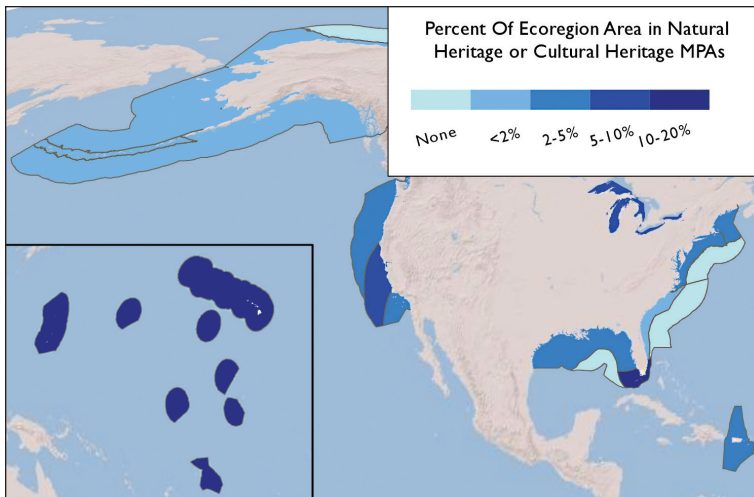 Percent Of Ecoregion Area in Natural
Heritage or Cultural Heritage MPAs
None <2% 2-5% 5-10% 10-20%